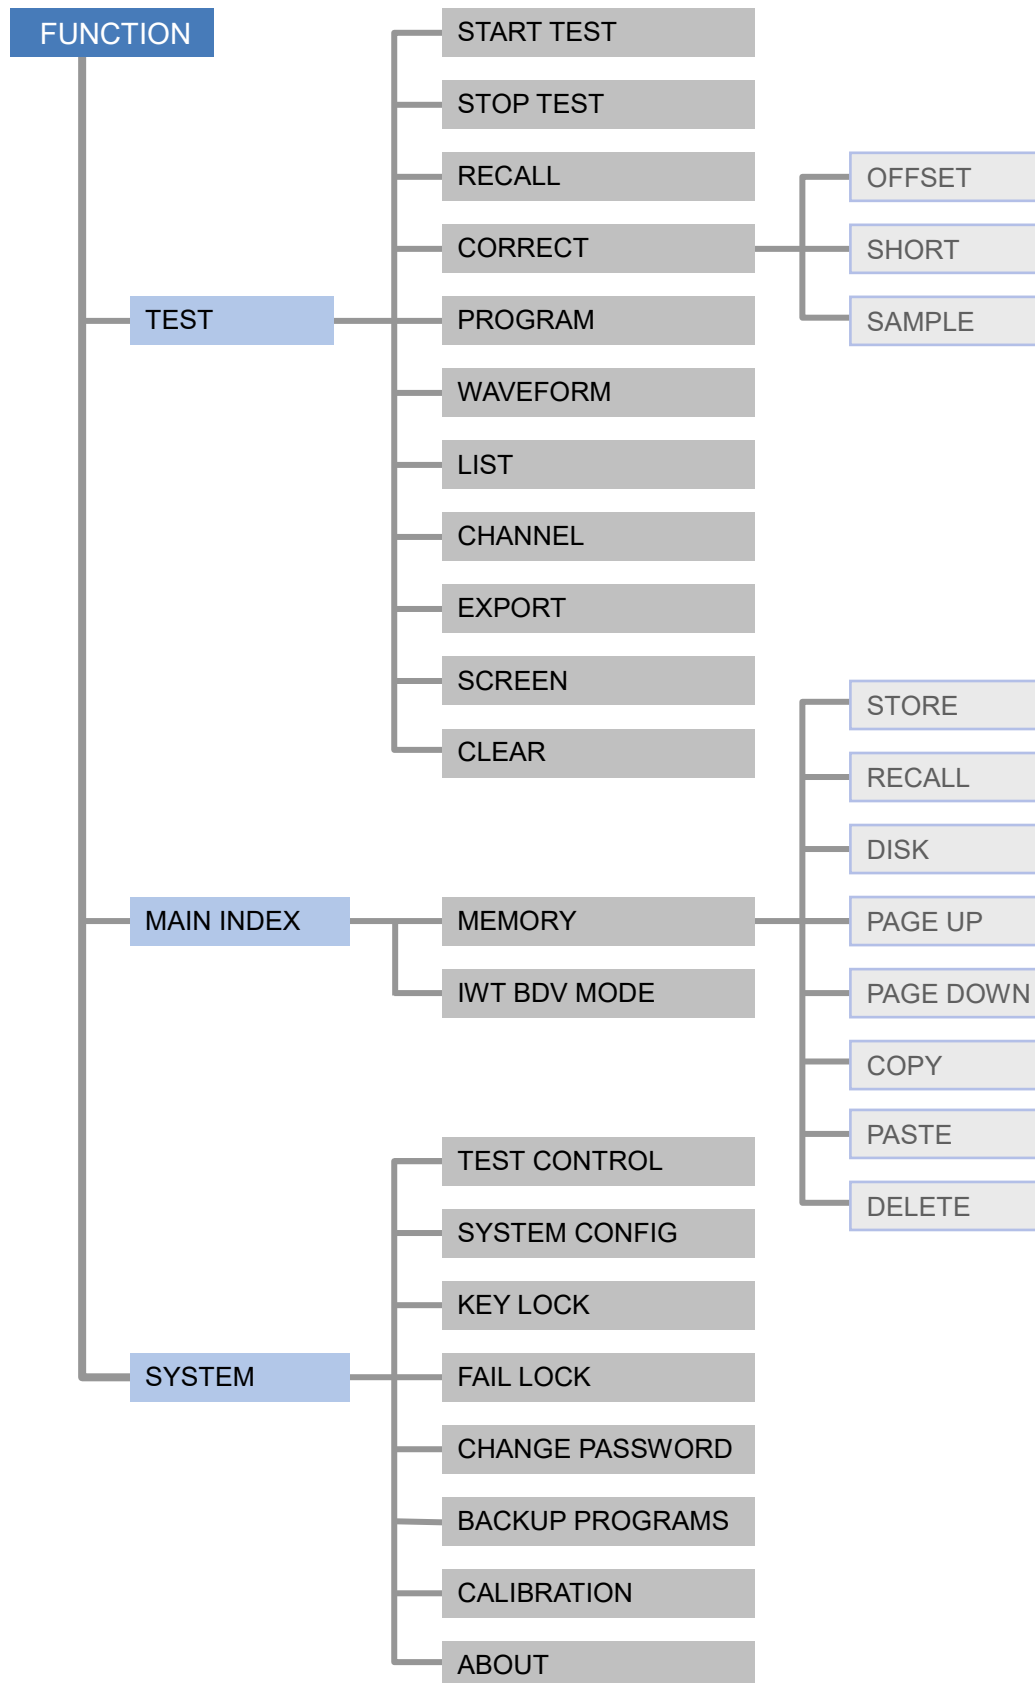 FUNCTION
TEST
START TEST
STOP TEST
RECALL
CORRECT
OFFSET
SHORT
SAMPLE
PROGRAM
WAVEFORM
LIST
CHANNEL
EXPORT
SCREEN
CLEAR
MAIN INDEX
MEMORY
STORE
RECALL
DISK
PAGE UP
PAGE DOWN
COPY
PASTE
DELETE
IWT BDV MODE
SYSTEM
TEST CONTROL
SYSTEM CONFIG
KEY LOCK
FAIL LOCK
CHANGE PASSWORD
BACKUP PROGRAMS
CALIBRATION
ABOUT